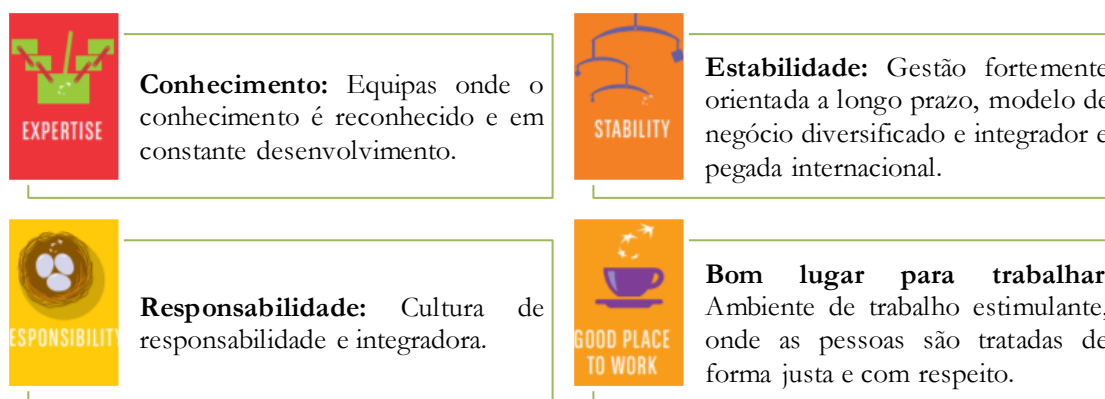 EXPERTISE
Conhecimento: Equipas onde o
conhecimento é reconhecido e em
constante desenvolvimento.
STABILITY
Estabilidade: Gestão fortemente
orientada a longo prazo, modelo de
negócio diversificado e integrador e
pegada internacional.
ESPONSIBILITY
Responsabilidade: Cultura de
responsabilidade e integradora.
GOOD PLACE
TO WORK
Bom lugar para trabalhar
Ambiente de trabalho estimulante,
onde as pessoas são tratadas de
forma justa e com respeito.